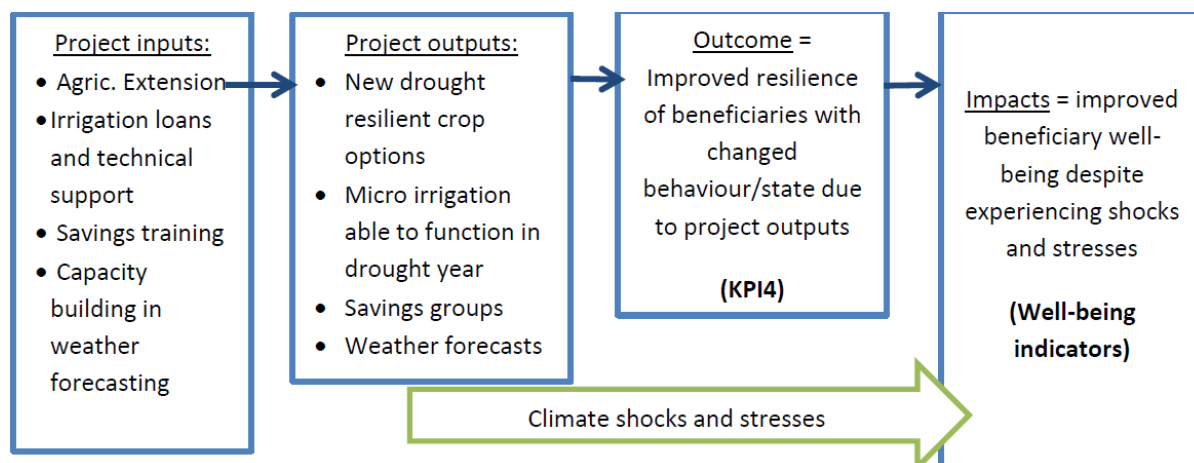 Project inputs:
• Agric. Extension
• Irrigation loans
and technical
support
• Savings training
• Capacity
building in
weather
forecasting
Project outputs:
• New drought
resilient crop
options
• Micro irrigation
able to function in
drought year
• Savings groups
• Weather forecasts
Outcome =
Improved resilience
of beneficiaries with
changed
behaviour/state due
to project outputs
(KPI4)
Impacts = improved
beneficiary well-
being despite
experiencing shocks
and stresses
(Well-being
indicators)
Climate shocks and stresses